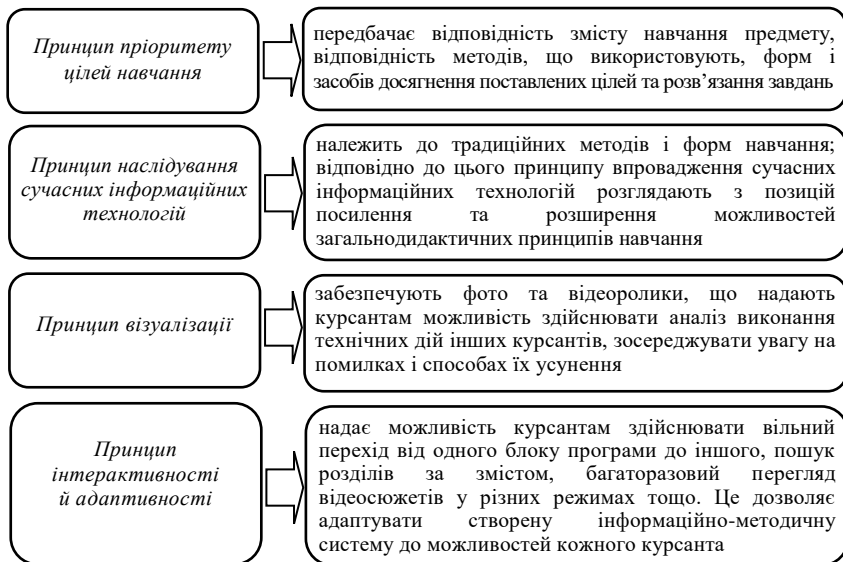 Принцип пріоритету
цілей навчання
передбачає відповідність змісту навчання предмету,
відповідність методів, що використовують, форм і
засобів досягнення поставлених цілей та розв’язання завдань
Принцип наслідування
сучасних інформаційних
технологій
належить до традиційних методів і форм навчання;
відповідно до цього принципу впровадження сучасних
інформаційних технологій розглядають з позицій
посилення та розширення можливостей
загальнодидактичних принципів навчання
Принцип візуалізації
забезпечують фото та відеоролики, що надають
курсантам можливість здійснювати аналіз виконання
технічних дій інших курсантів, зосереджувати увагу на
помилках і способах їх усунення
Принцип
інтерактивності
й адаптивності
надає можливість курсантам здійснювати вільний
перехід від одного блоку програми до іншого, пошук
розділів за змістом, багаторазовий перегляд
відеосюжетів у різних режимах тощо. Це дозволяє
адаптувати створену інформаційно-методичну
систему до можливостей кожного курсанта